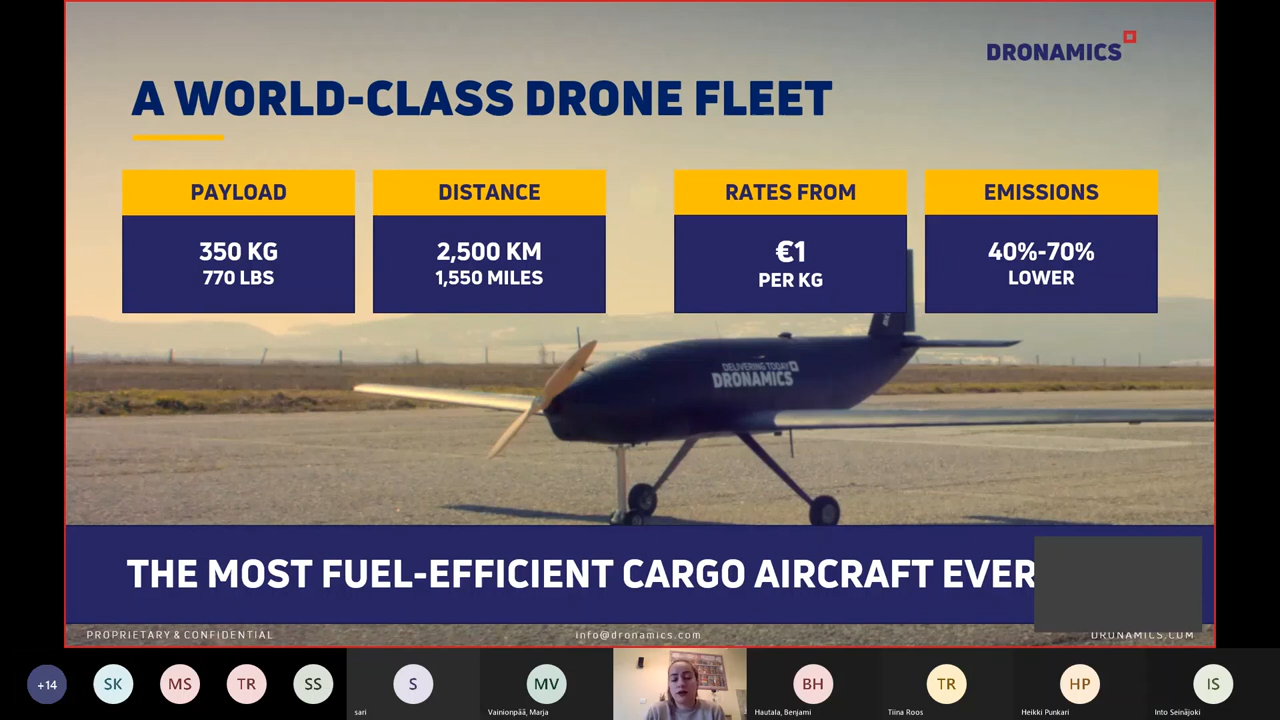 DRONAMICS
A WORLD-CLASS DRONE FLEET
PAYLOAD
350 KG
770 LBS
DISTANCE
2,500 KM
1,550 MILES
RATES FROM
€1
PER KG
EMISSIONS
40%-70%
LOWER
DELIVERING TODAY
DRONAMICS
THE MOST FUEL-EFFICIENT CARGO AIRCRAFT EVER
PROPRIETARY & CONFIDENTIAL
info@dronamics.com
DRONAMICS.COM
+14
SK
MS
TR
SS
S
sari
MV
Vainionpää, Marja
BH
Hautala, Benjami
TR
Tiina Roos
HP
Heikki Punkari
IS
Into Seinäjoki